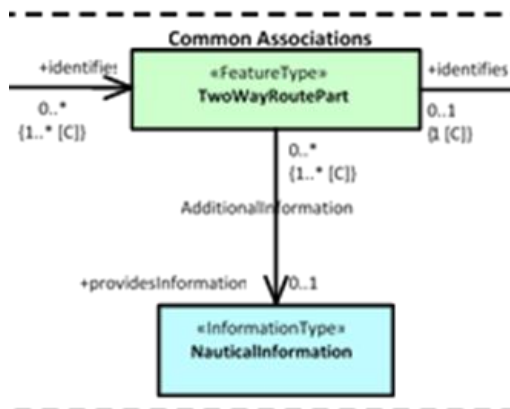 Common Associations
+identifies
«FeatureType»
TwoWayRoutePart
+identifies
0..*
{1..* [C]}
0..1
{1 [C]}
0..*
{1..* [C]}
AdditionalInformation
+providesInformation
0..1
«InformationType»
NauticalInformation